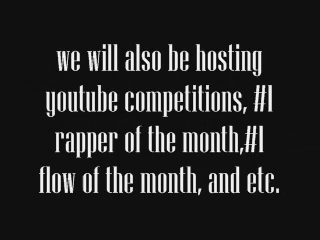 we will also be hosting
youtube competitions, #1
rapper of the month,#1
flow of the month, and etc.